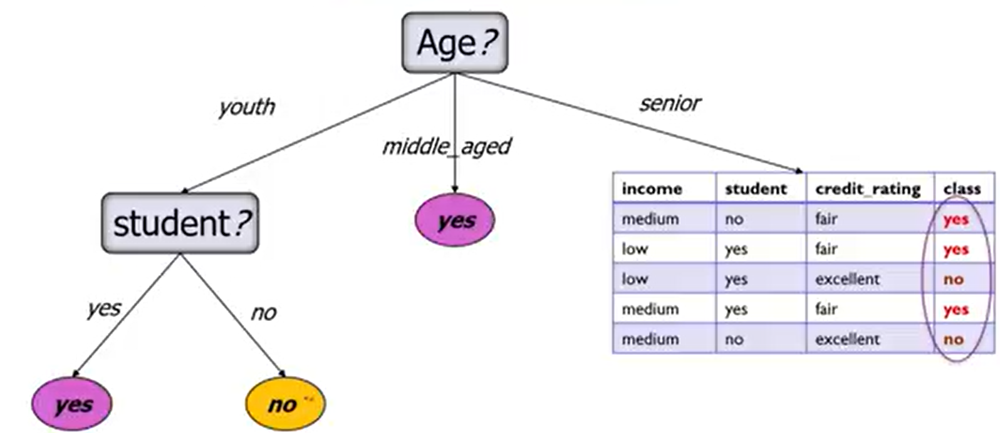 Age?
youth
senior
middle_aged
student?
yes
income student credit_rating class
medium no fair yes
low yes fair yes
low yes excellent no
medium yes fair yes
medium no excellent no
yes
no
yes
no